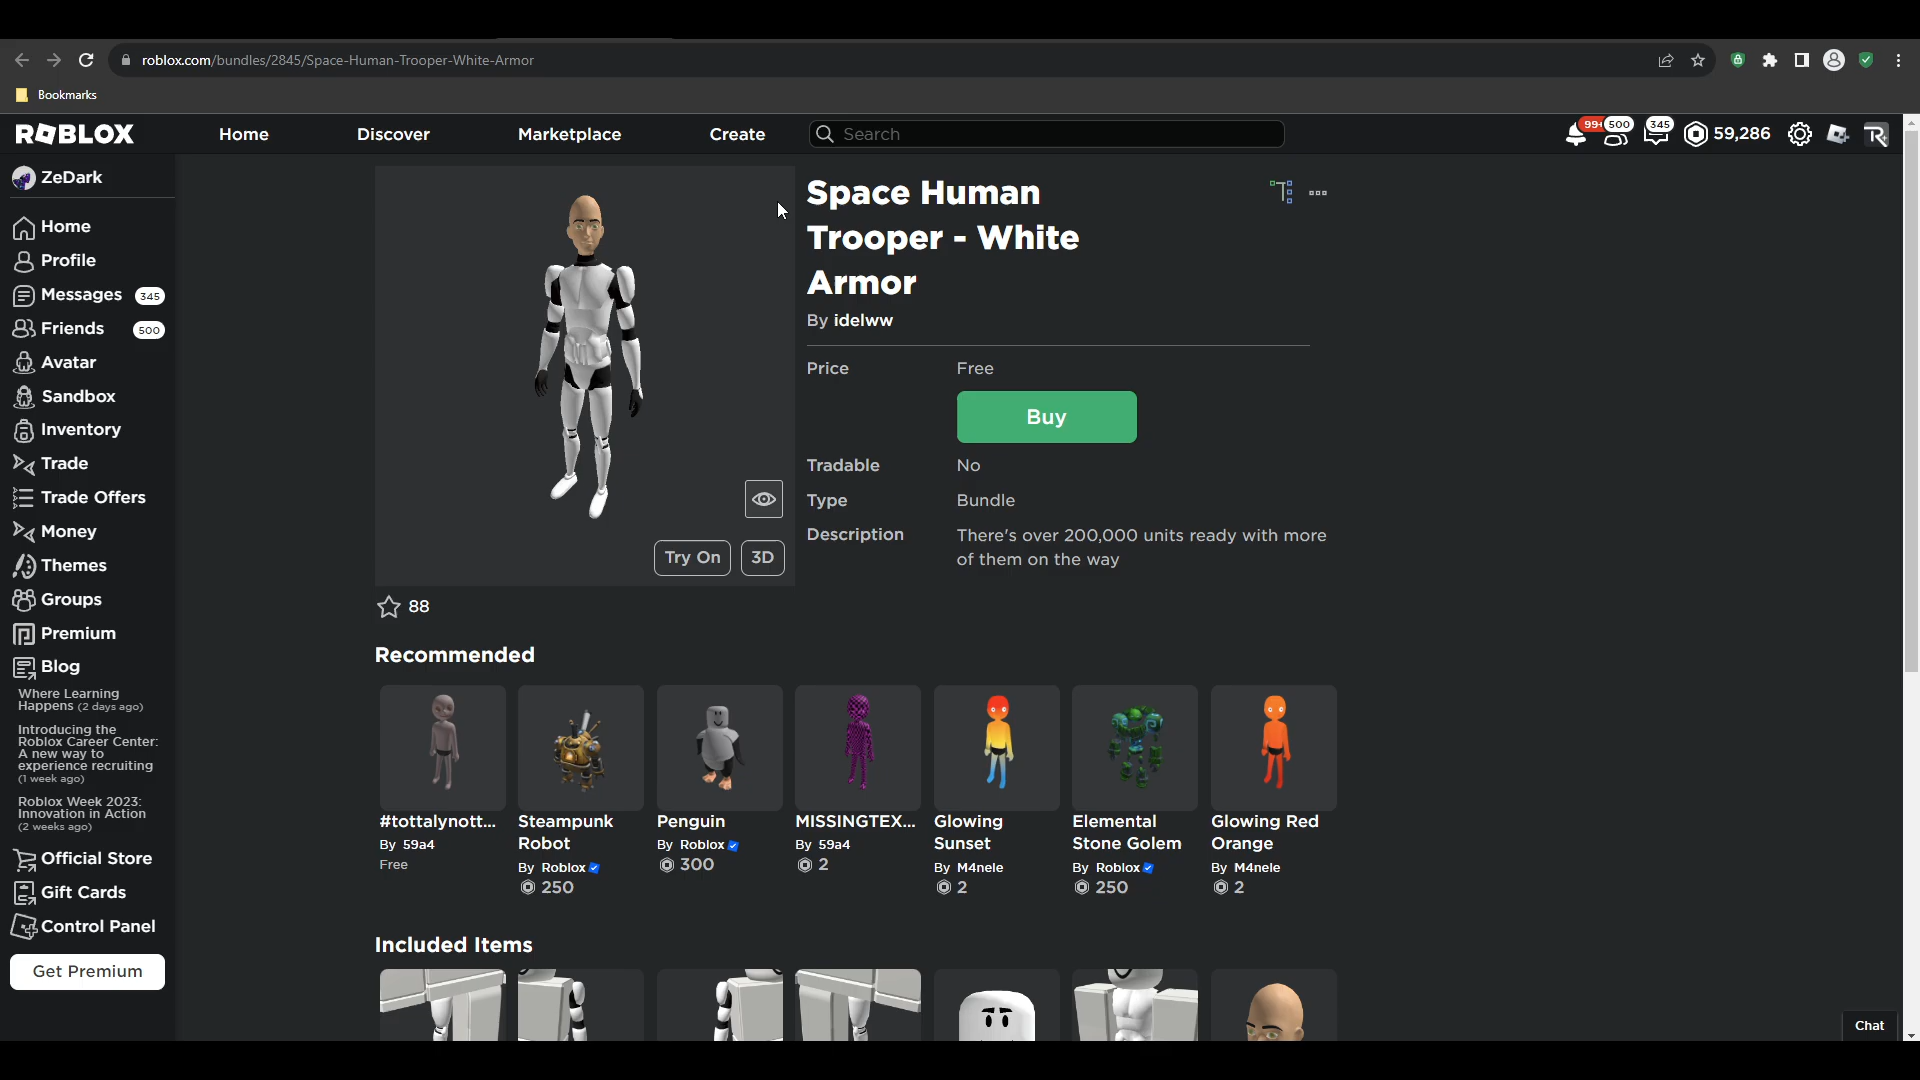 roblox.com/bundles/2845/Space-Human-Trooper-White-Armor
Bookmarks
ROBLOX
Home
Discover
Marketplace
Create
Search
99+
500
345
59,286
ZeDark
Home
Profile
Messages 345
Friends 500
Avatar
Sandbox
Inventory
Trade
Trade Offers
Money
Themes
Groups
Premium
Blog
Where Learning
Happens (2 days ago)
Introducing the
Roblox Career Center:
A new way to
experience recruiting
(1 week ago)
Roblox Week 2023:
Innovation in Action
(2 weeks ago)
Official Store
Gift Cards
Control Panel
Get Premium
Space Human
Trooper - White
Armor
By idelww
Price Free
Buy
Tradable No
Type Bundle
Description There's over 200,000 units ready with more
of them on the way
Try On
3D
88
Recommended
#tottalynott...
By 59a4
Free
Steampunk
Robot
By Roblox
250
Penguin
By Roblox
300
MISSINGTEX...
By 59a4
2
Glowing
Sunset
By M4nele
2
Elemental
Stone Golem
By Roblox
250
Glowing Red
Orange
By M4nele
2
Included Items
Chat